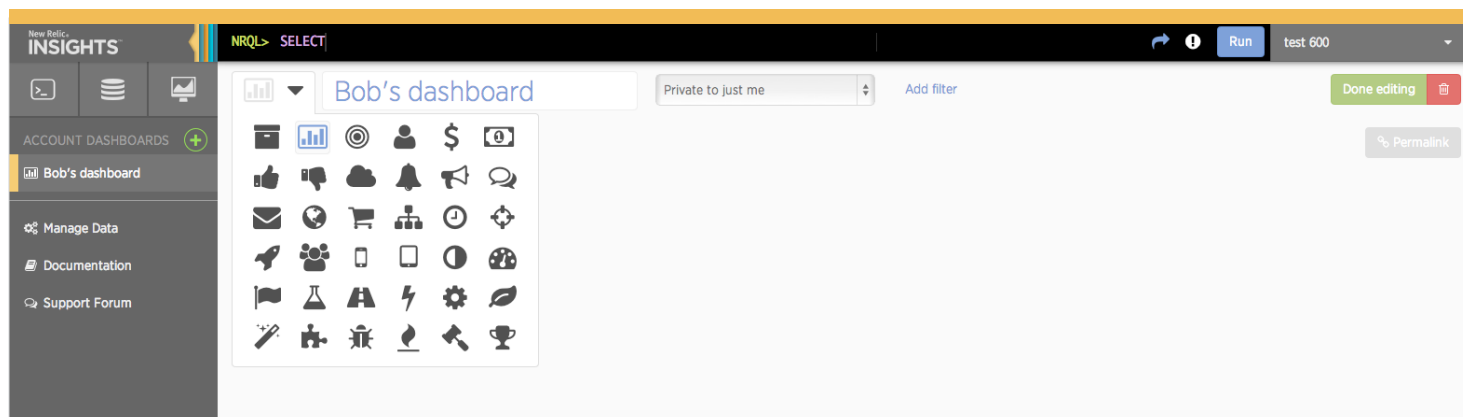 New Relic.
INSIGHTS
NRQL> SELECT
Run
test 600
Bob's dashboard
Private to just me
Add filter
Done editing
ACCOUNT DASHBOARDS
Permalink
Bob's dashboard
Manage Data
Documentation
Support Forum